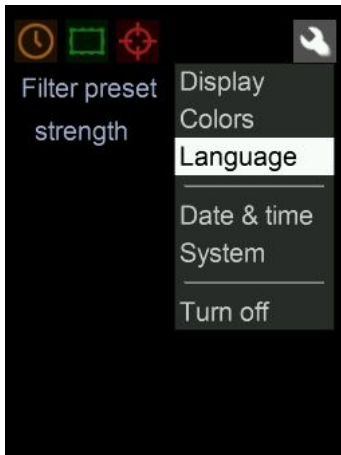 Filter preset
strength
Display
Colors
Language
Date & time
System
Turn off